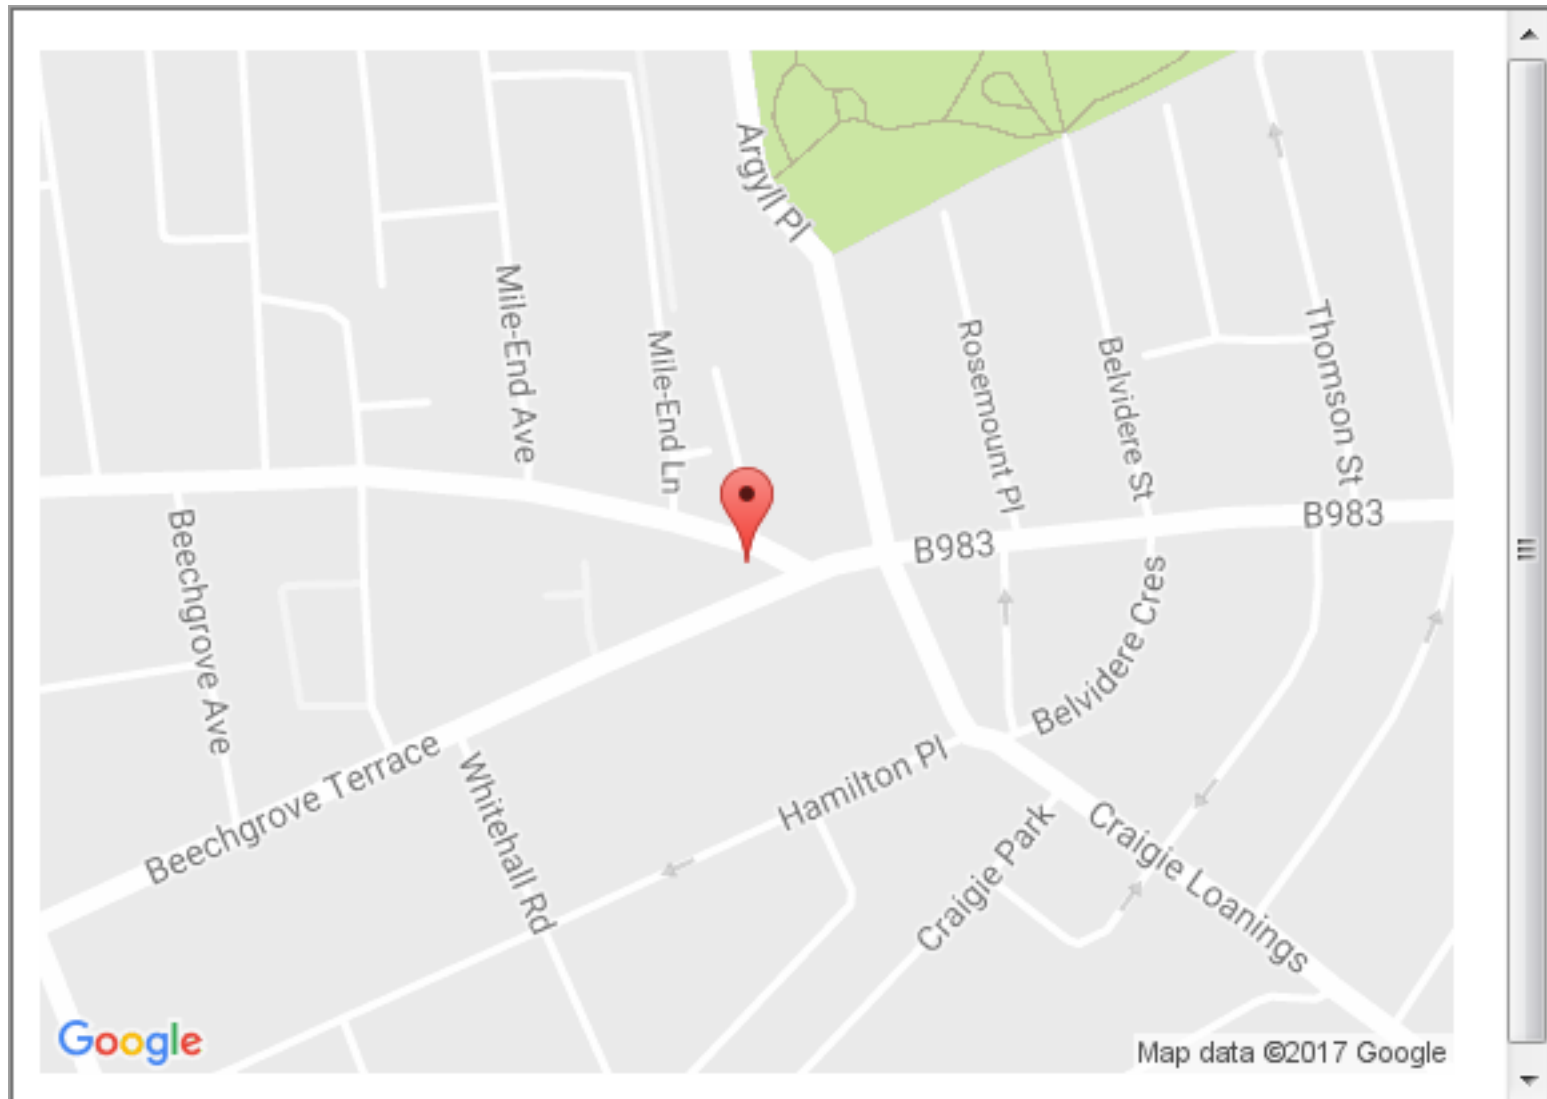 Argyll Pl
Mile-End Ave
Mile-End Ln
Rosemount Pl
Belvidere St
Thomson St
B983
B983
Beechgrove Ave
Belvidere Cres
Beechgrove Terrace
Whitehall Rd
Hamilton Pl
Craigie Park
Craigie Loanings
Google
Map data ©2017 Google